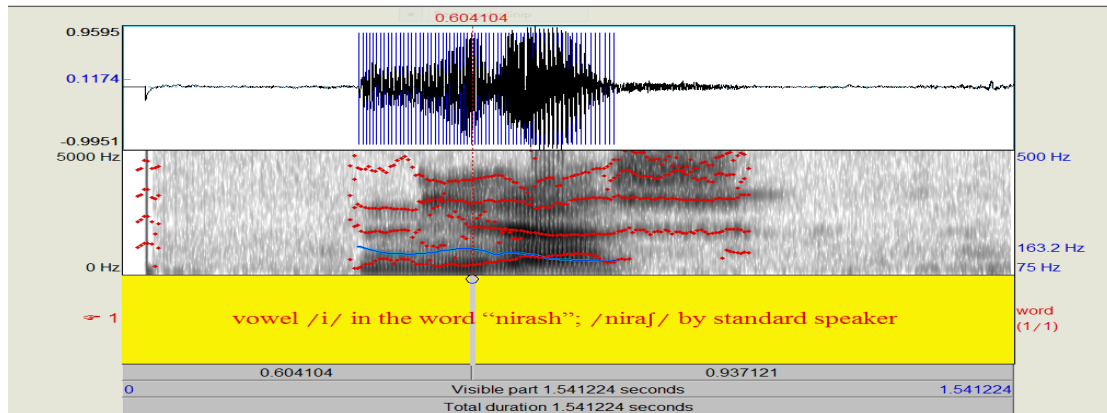 0.604104
0.9595
0.1174
-0.9951
5000 Hz 500 Hz
163.2 Hz
0 Hz 75 Hz
☞ 1 vowel /i/ in the word “nirash”; /niraʃ/ by standard speaker word
(1/1)
0.604104 0.937121
0 Visible part 1.541224 seconds 1.541224
Total duration 1.541224 seconds